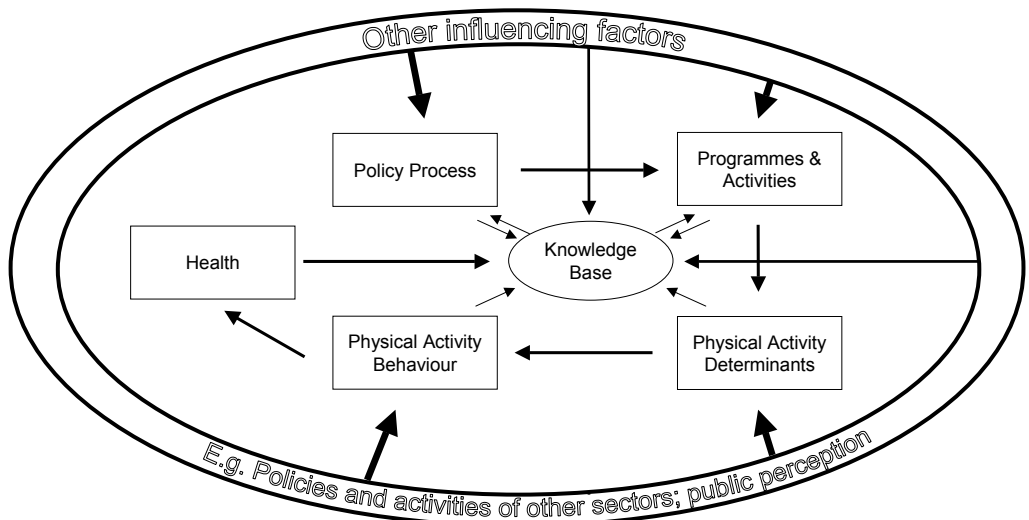 Other influencing factors
Policy Process
Programmes &
Activities
Health
Knowledge
Base
Physical Activity
Behaviour
Physical Activity
Determinants
E.g. Policies and activities of other sectors; public perception